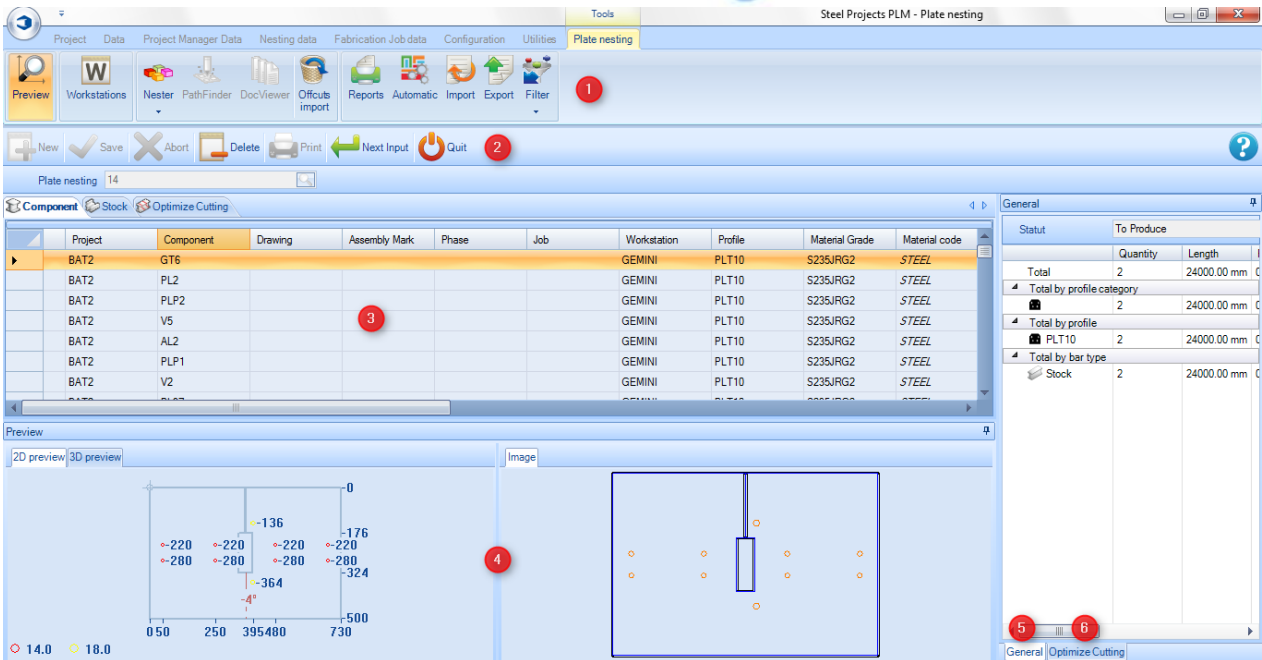 Tools
Steel Projects PLM - Plate nesting
Project Data Project Manager Data Nesting data Fabrication Job data Configuration Utilities Plate nesting
Preview Workstations Nester PathFinder DocViewer Offcuts import Reports Automatic Import Export Filter
1
New Save Abort Delete Print Next Input Quit 2
Plate nesting 14
Component Stock Optimize Cutting
Project Component Drawing Assembly Mark Phase Job Workstation Profile Material Grade Material code
BAT2 GT6 GEMINI PLT10 S235JRG2 STEEL
BAT2 PL2 GEMINI PLT10 S235JRG2 STEEL
BAT2 PLP2 GEMINI PLT10 S235JRG2 STEEL
BAT2 V5 GEMINI PLT10 S235JRG2 STEEL
3
BAT2 AL2 GEMINI PLT10 S235JRG2 STEEL
BAT2 PLP1 GEMINI PLT10 S235JRG2 STEEL
BAT2 V2 GEMINI PLT10 S235JRG2 STEEL
General
Statut To Produce
Quantity Length
Total 2 24000.00 mm
Total by profile category
2 24000.00 mm
Total by profile
PLT10 2 24000.00 mm
Total by bar type
Stock 2 24000.00 mm
5 6
General Optimize Cutting
Preview
2D preview 3D preview
Image
-0
-136
-176
-220 -220 -220 -220
-280 -280 -280 -280
-324
-364
-4°
-500
0 50 250 395 480 730
14.0 18.0
4